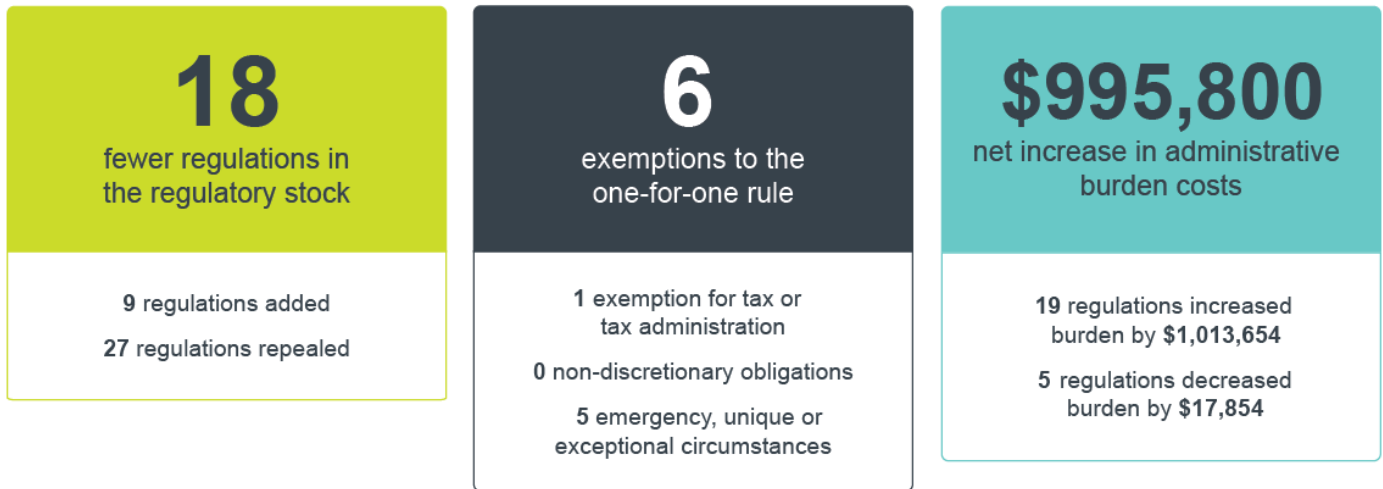 18
fewer regulations in
the regulatory stock
9 regulations added
27 regulations repealed
6
exemptions to the
one-for-one rule
1 exemption for tax or
tax administration
0 non-discretionary obligations
5 emergency, unique or
exceptional circumstances
$995,800
net increase in administrative
burden costs
19 regulations increased
burden by $1,013,654
5 regulations decreased
burden by $17,854